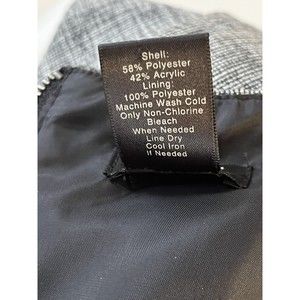 Shell:
58% Polyester
42% Acrylic
Lining:
100% Polyester
Machine Wash Cold
Only Non-Chlorine
Bleach
When Needed
Line Dry
Cool Iron
If Needed